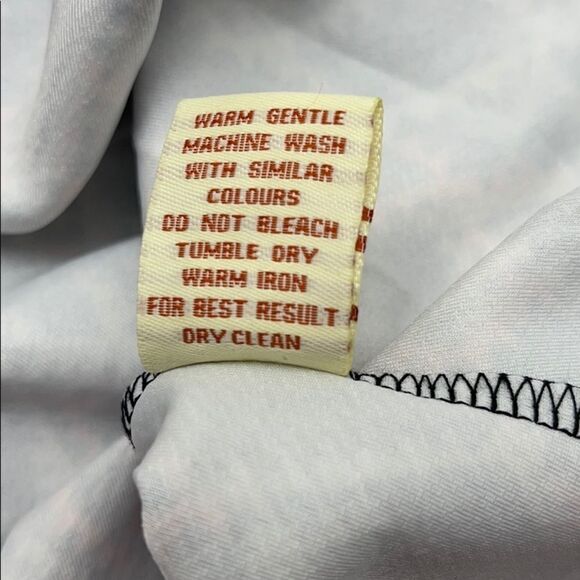 WARM GENTLE
MACHINE WASH
WITH SIMILAR
COLOURS
DO NOT BLEACH
TUMBLE DRY
WARM IRON
FOR BEST RESULT
DRY CLEAN